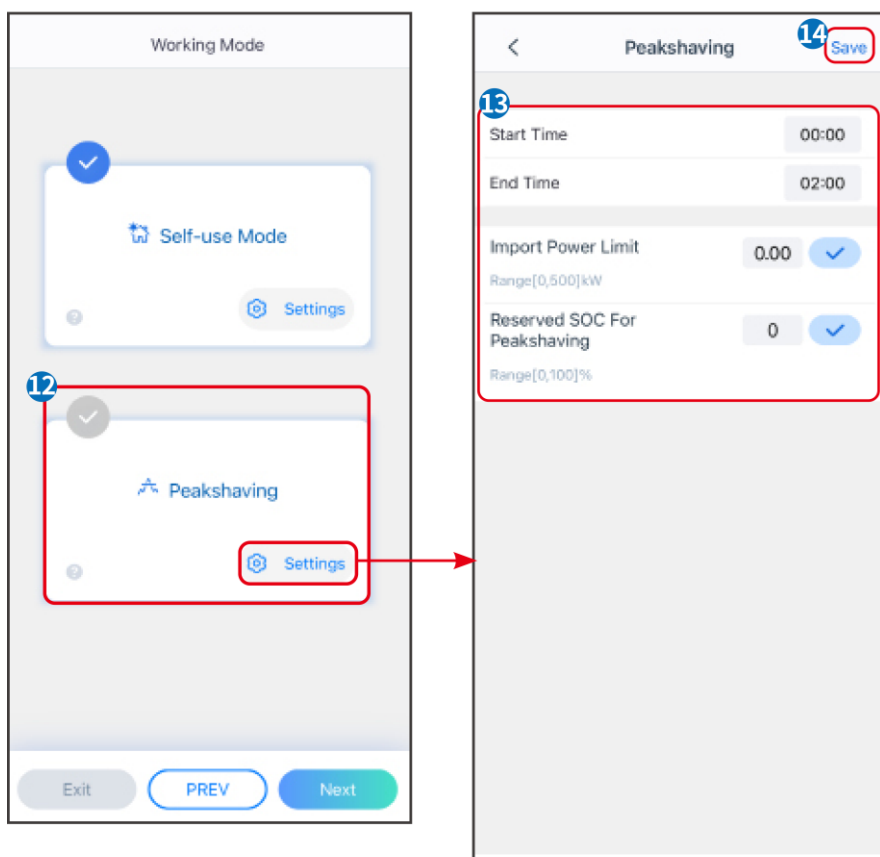 Working Mode
Self-use Mode
?
Settings
12
Peakshaving
?
Settings
Exit
PREV
Next
Peakshaving
14
Save
13
Start Time
00:00
End Time
02:00
Import Power Limit
0.00
Range[0,500]kW
Reserved SOC For
Peakshaving
0
Range[0,100]%